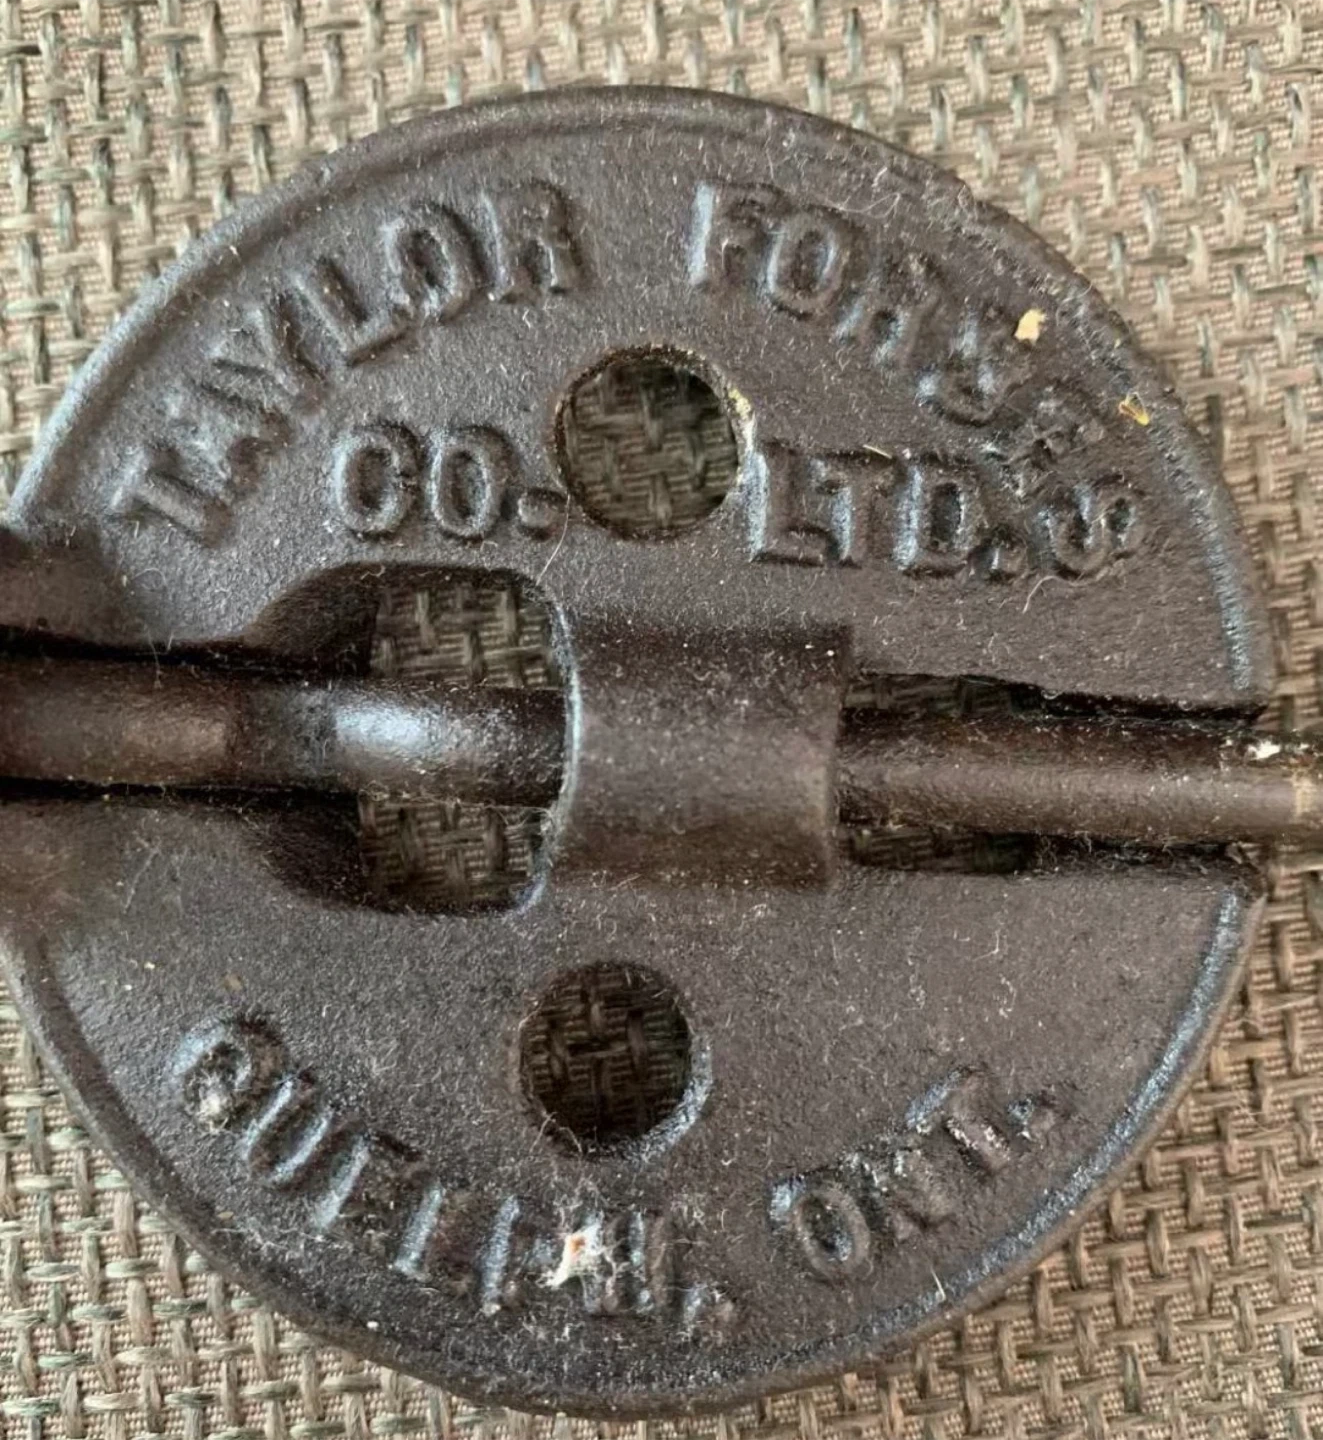 TAYLOR FORBES
CO. LTD.
GUELPH, ONT.